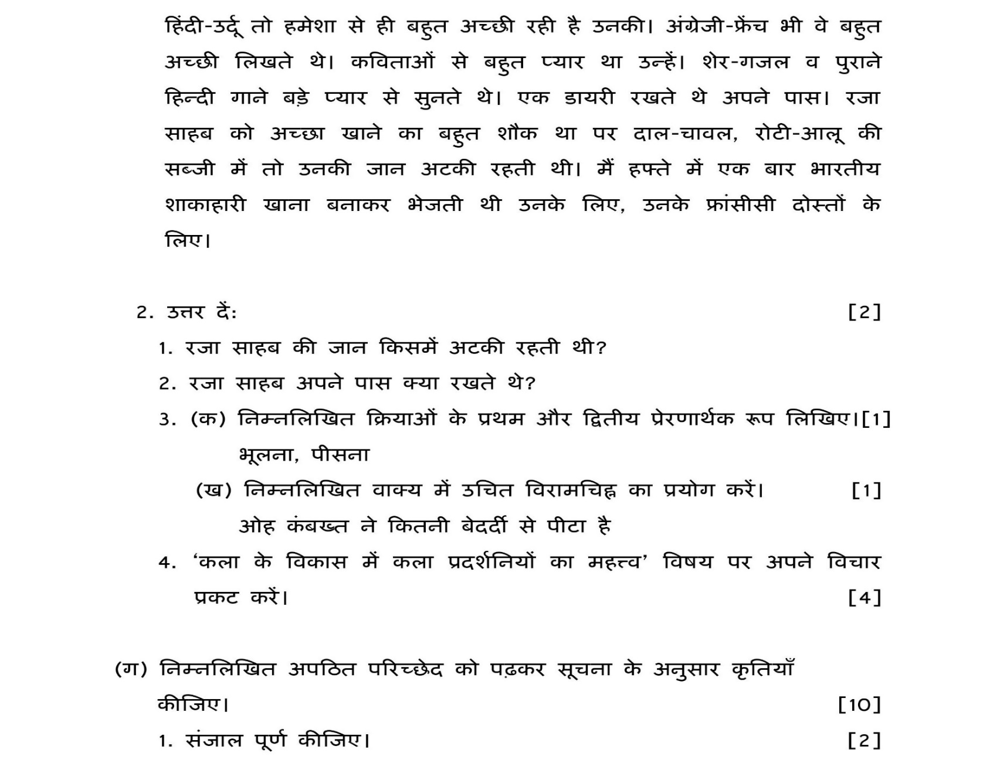 हिंदी-उर्दू तो हमेशा से ही बहुत अच्छी रही है उनकी। अंग्रेजी-फ्रेंच भी वे बहुत
अच्छी लिखते थे। कविताओं से बहुत प्यार था उन्हें। शेर-गजल व पुराने
हिन्दी गाने बड़े प्यार से सुनते थे। एक डायरी रखते थे अपने पास। रजा
साहब को अच्छा खाने का बहुत शौक था पर दाल-चावल, रोटी-आलू की
सब्जी में तो उनकी जान अटकी रहती थी। मैं हफ्ते में एक बार भारतीय
शाकाहारी खाना बनाकर भेजती थी उनके लिए, उनके फ्रांसीसी दोस्तों के
लिए।
2. उत्तर दें: [2]
1. रजा साहब की जान किसमें अटकी रहती थी?
2. रजा साहब अपने पास क्या रखते थे?
3. (क) निम्नलिखित क्रियाओं के प्रथम और द्वितीय प्रेरणार्थक रूप लिखिए।[1]
भूलना, पीसना
(ख) निम्नलिखित वाक्य में उचित विरामचिह्न का प्रयोग करें। [1]
ओह कंबख्त ने कितनी बेदर्दी से पीटा है
4. ‘कला के विकास में कला प्रदर्शनियों का महत्त्व’ विषय पर अपने विचार
प्रकट करें। [4]
(ग) निम्नलिखित अपठित परिच्छेद को पढ़कर सूचना के अनुसार कृतियाँ
कीजिए। [10]
1. संजाल पूर्ण कीजिए। [2]